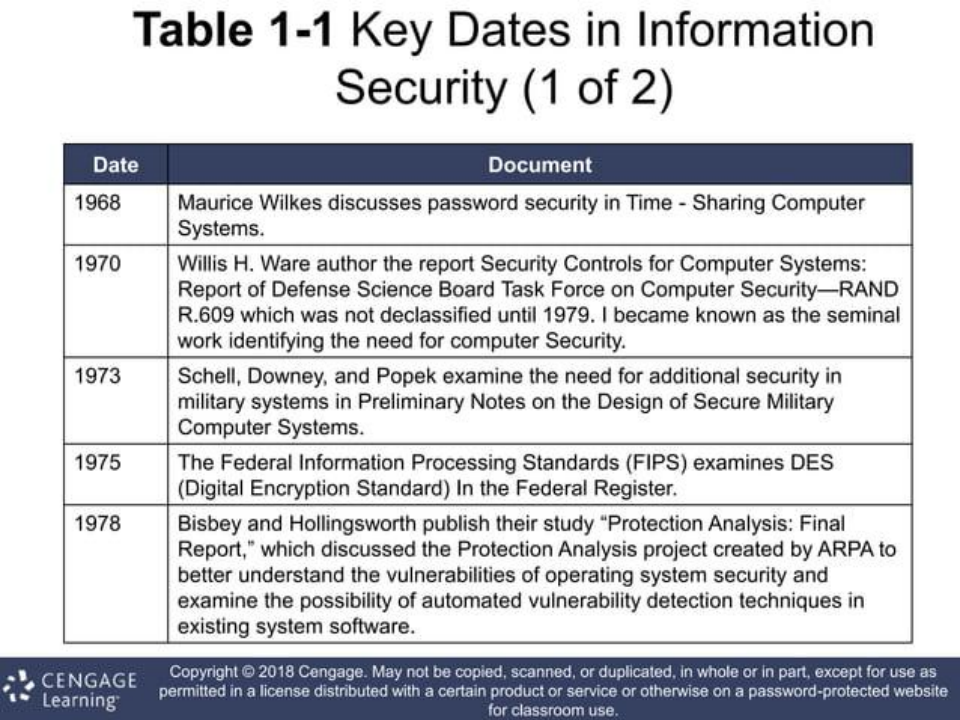 Table 1-1 Key Dates in Information
Security (1 of 2)
Date Document
1968 Maurice Wilkes discusses password security in Time - Sharing Computer
Systems.
1970 Willis H. Ware author the report Security Controls for Computer Systems:
Report of Defense Science Board Task Force on Computer Security—RAND
R.609 which was not declassified until 1979. I became known as the seminal
work identifying the need for computer Security.
1973 Schell, Downey, and Popek examine the need for additional security in
military systems in Preliminary Notes on the Design of Secure Military
Computer Systems.
1975 The Federal Information Processing Standards (FIPS) examines DES
(Digital Encryption Standard) In the Federal Register.
1978 Bisbey and Hollingsworth publish their study “Protection Analysis: Final
Report,” which discussed the Protection Analysis project created by ARPA to
better understand the vulnerabilities of operating system security and
examine the possibility of automated vulnerability detection techniques in
existing system software.
CENGAGE
Learning
Copyright © 2018 Cengage. May not be copied, scanned, or duplicated, in whole or in part, except for use as
permitted in a license distributed with a certain product or service or otherwise on a password-protected website
for classroom use.